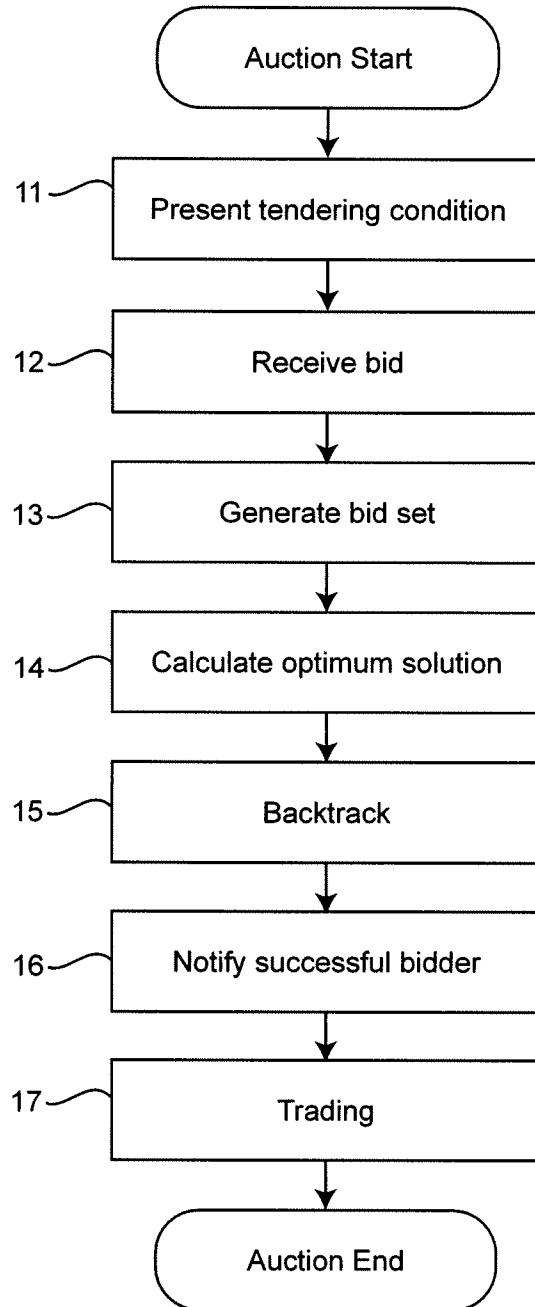 Auction Start
11
Present tendering condition
12
Receive bid
13
Generate bid set
14
Calculate optimum solution
15
Backtrack
16
Notify successful bidder
17
Trading
Auction End